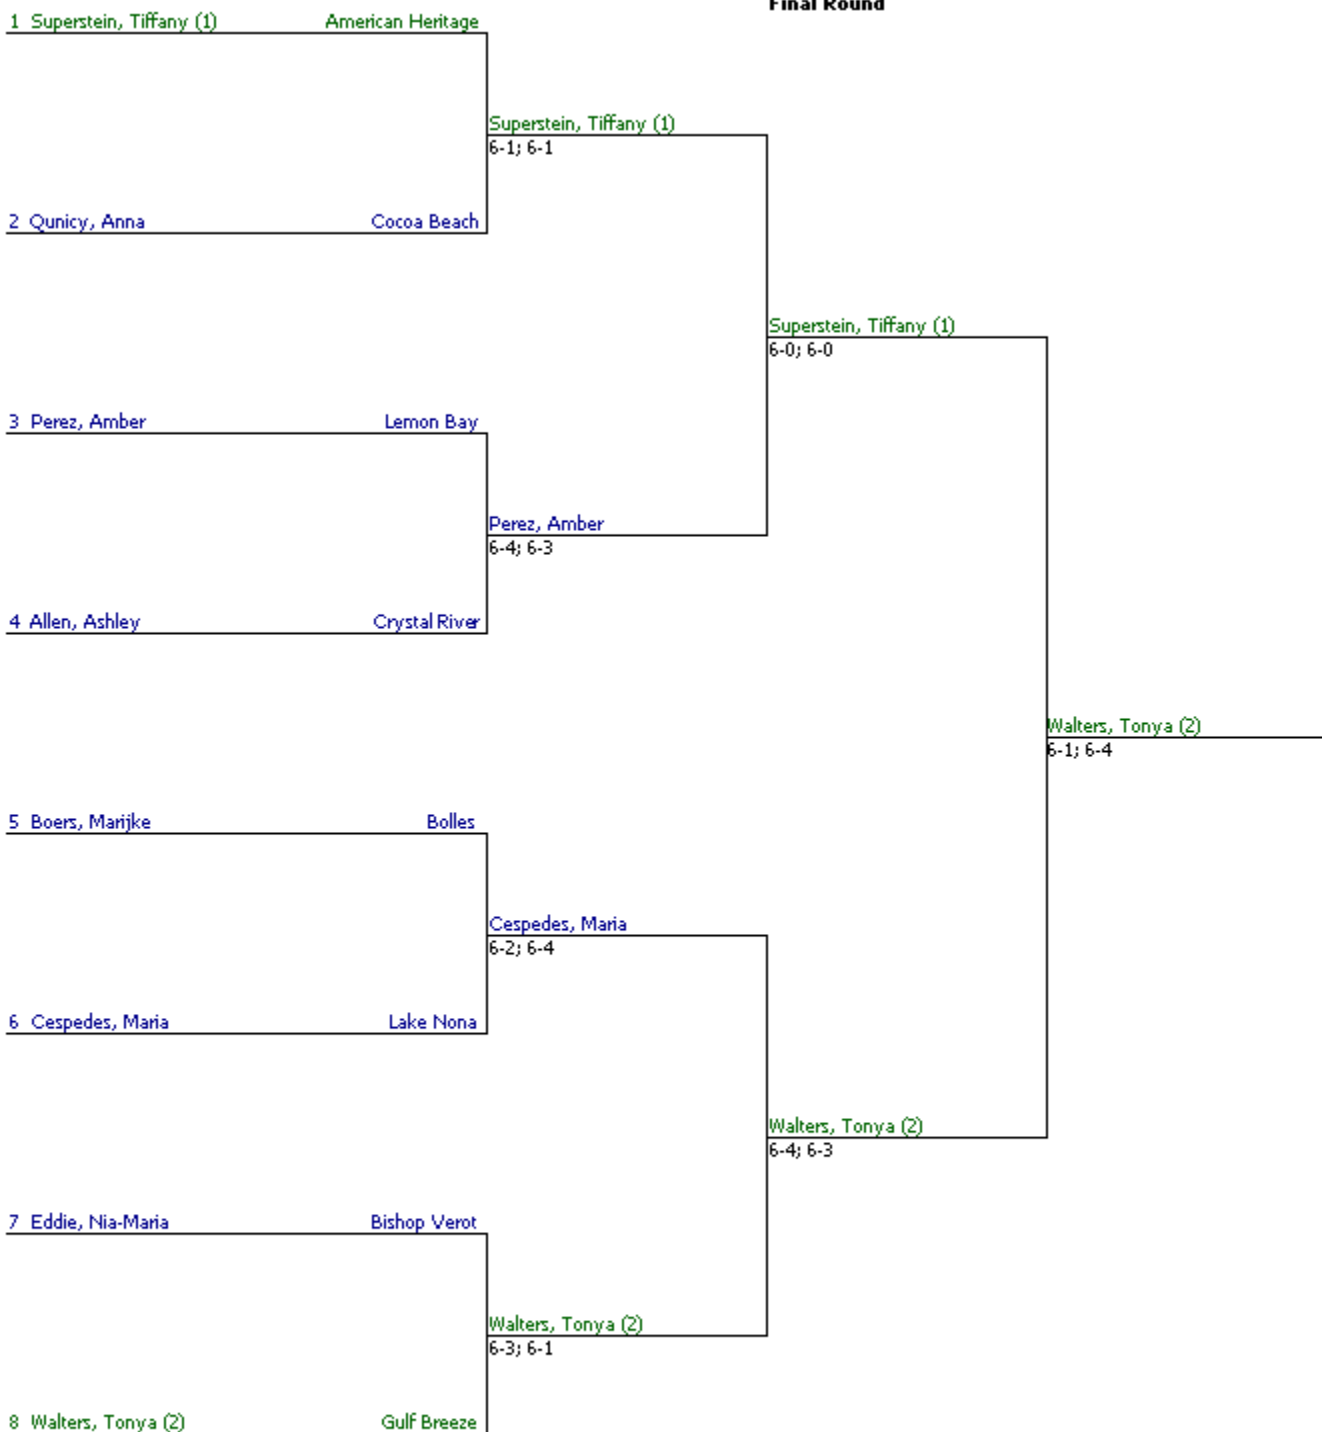 Final Round
1 Superstein, Tiffany (1) American Heritage
Superstein, Tiffany (1)
6-1; 6-1
2 Qunicy, Anna Cocoa Beach
Superstein, Tiffany (1)
6-0; 6-0
3 Perez, Amber Lemon Bay
Perez, Amber
6-4; 6-3
4 Allen, Ashley Crystal River
Walters, Tonya (2)
6-1; 6-4
5 Boers, Marijke Bolles
Cespedes, Maria
6-2; 6-4
6 Cespedes, Maria Lake Nona
Walters, Tonya (2)
6-4; 6-3
7 Eddie, Nia-Maria Bishop Verot
Walters, Tonya (2)
6-3; 6-1
8 Walters, Tonya (2) Gulf Breeze